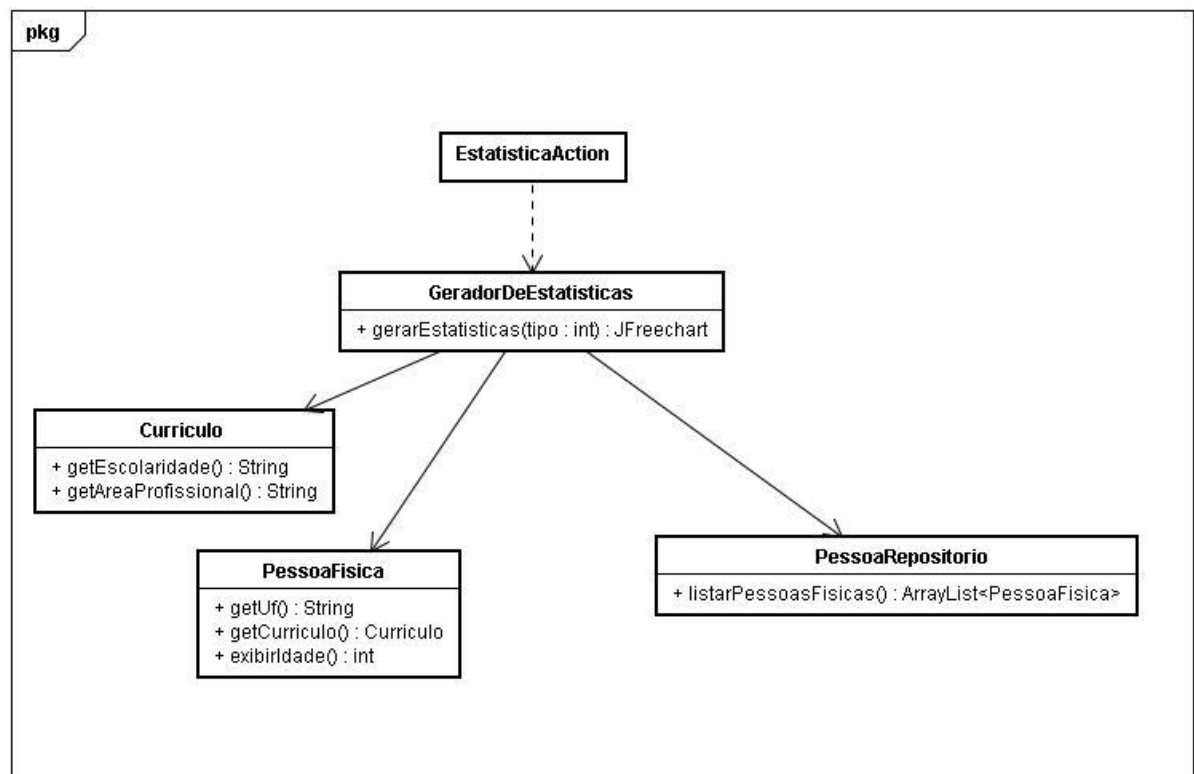 pkg
EstatisticaAction
GeradorDeEstatisticas
+ gerarEstatisticas(tipo : int) : JFreechart
Curriculo
+ getEscolaridade() : String
+ getAreaProfissional() : String
PessoaFisica
+ getUf() : String
+ getCurriculo() : Curriculo
+ exibirIdade() : int
PessoaRepositorio
+ listarPessoasFisicas() : ArrayList<PessoaFisica>